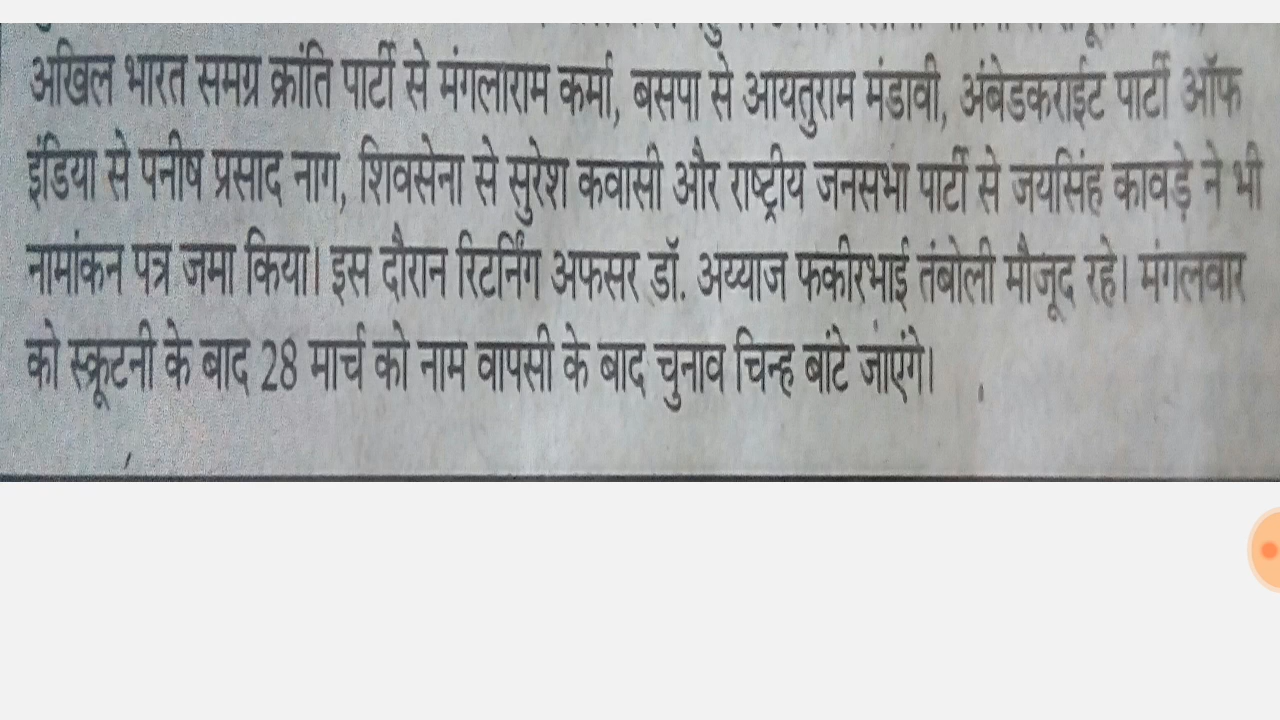 अखिल भारत समग्र क्रांति पार्टी से मंगलाराम कर्मा, बसपा से आयतुराम मंडावी, अंबेडकराईट पार्टी ऑफ
इंडिया से पनीष प्रसाद नाग, शिवसेना से सुरेश कवासी और राष्ट्रीय जनसभा पार्टी से जयसिंह कावड़े ने भी
नामांकन पत्र जमा किया। इस दौरान रिटर्निंग अफसर डॉ. अय्याज फकीरभाई तंबोली मौजूद रहे। मंगलवार
को स्क्रूटनी के बाद 28 मार्च को नाम वापसी के बाद चुनाव चिन्ह बांटे जाएंगे।